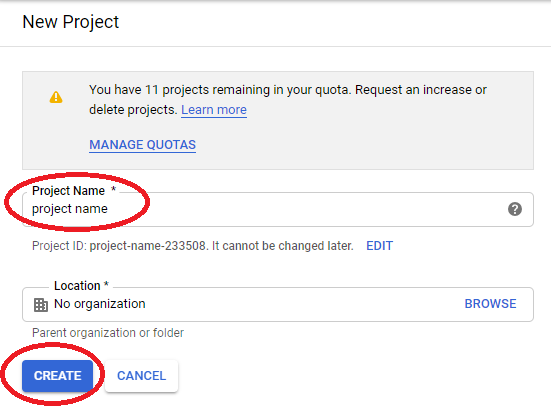 New Project
You have 11 projects remaining in your quota. Request an increase or
delete projects. Learn more
MANAGE QUOTAS
Project Name *
project name
Project ID: project-name-233508. It cannot be changed later. EDIT
Location *
No organization BROWSE
Parent organization or folder
CREATE CANCEL